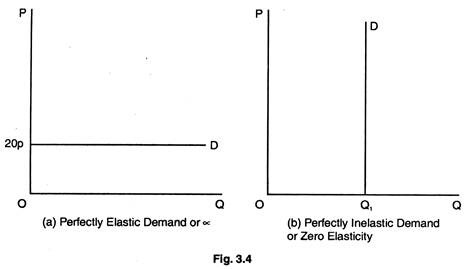 P
P
D
20p
D
O
Q
O
Q₁
Q
(a) Perfectly Elastic Demand or ∝
(b) Perfectly Inelastic Demand
or Zero Elasticity
Fig. 3.4